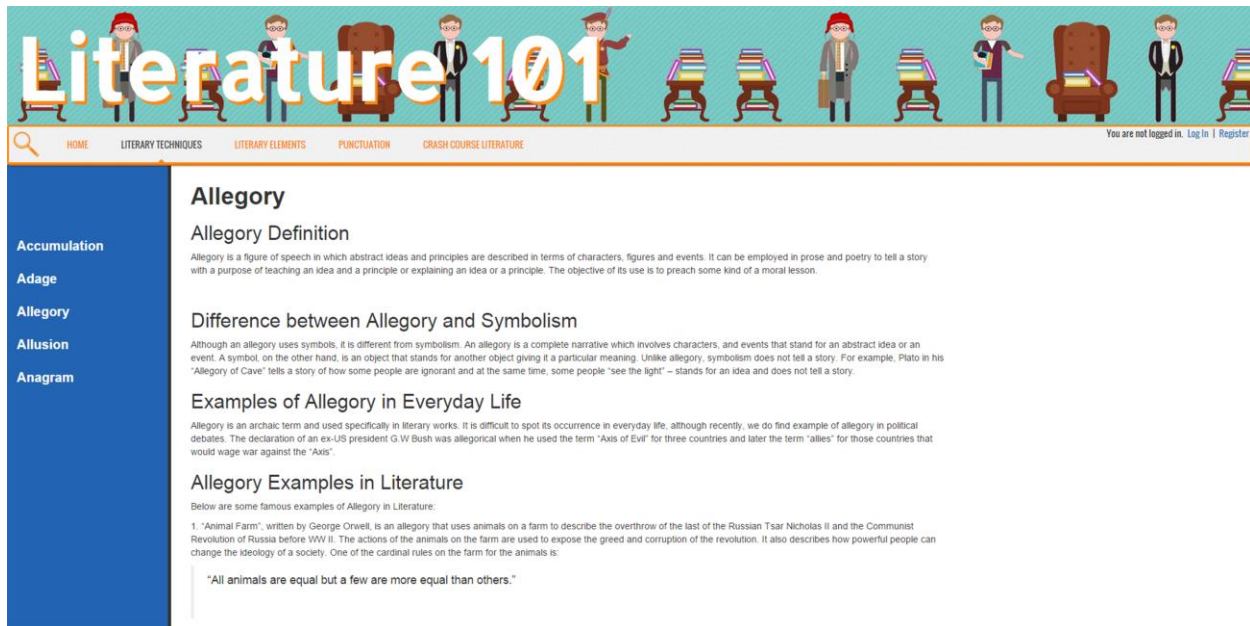 Literature 101
You are not logged in. Log In | Register
HOME LITERARY TECHNIQUES LITERARY ELEMENTS PUNCTUATION CRASH COURSE LITERATURE
Accumulation
Adage
Allegory
Allusion
Anagram
Allegory
Allegory Definition
Allegory is a figure of speech in which abstract ideas and principles are described in terms of characters, figures and events. It can be employed in prose and poetry to tell a story
with a purpose of teaching an idea and a principle or explaining an idea or a principle. The objective of its use is to preach some kind of a moral lesson.
Difference between Allegory and Symbolism
Although an allegory uses symbols, it is different from symbolism. An allegory is a complete narrative which involves characters, and events that stand for an abstract idea or an
event. A symbol, on the other hand, is an object that stands for another object giving it a particular meaning. Unlike allegory, symbolism does not tell a story. For example, Plato in his
“Allegory of Cave” tells a story of how some people are ignorant and at the same time, some people “see the light” – stands for an idea and does not tell a story.
Examples of Allegory in Everyday Life
Allegory is an archaic term and used specifically in literary works. It is difficult to spot its occurrence in everyday life, although recently, we do find example of allegory in political
debates. The declaration of an ex-US president G.W Bush was allegorical when he used the term “Axis of Evil” for three countries and later the term “allies” for those countries that
would wage war against the “Axis”.
Allegory Examples in Literature
Below are some famous examples of Allegory in Literature:
1. “Animal Farm”, written by George Orwell, is an allegory that uses animals on a farm to describe the overthrow of the last of the Russian Tsar Nicholas II and the Communist
Revolution of Russia before WW II. The actions of the animals on the farm are used to expose the greed and corruption of the revolution. It also describes how powerful people can
change the ideology of a society. One of the cardinal rules on the farm for the animals is:
“All animals are equal but a few are more equal than others.”